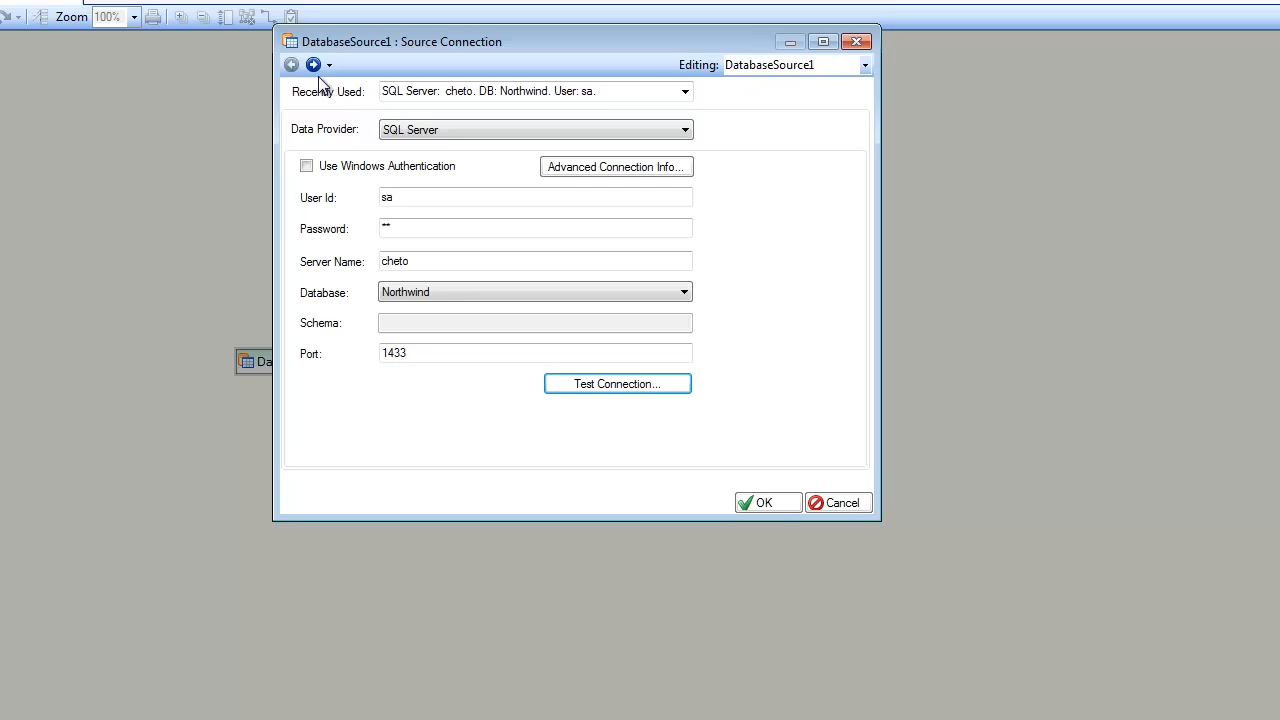 Zoom 100%
DatabaseSource1 : Source Connection
Editing: DatabaseSource1
Recently Used: SQL Server: cheto. DB: Northwind. User: sa.
Data Provider: SQL Server
Use Windows Authentication Advanced Connection Info...
User Id: sa
Password: **
Server Name: cheto
Database: Northwind
Da
Schema:
Port: 1433
Test Connection...
OK Cancel